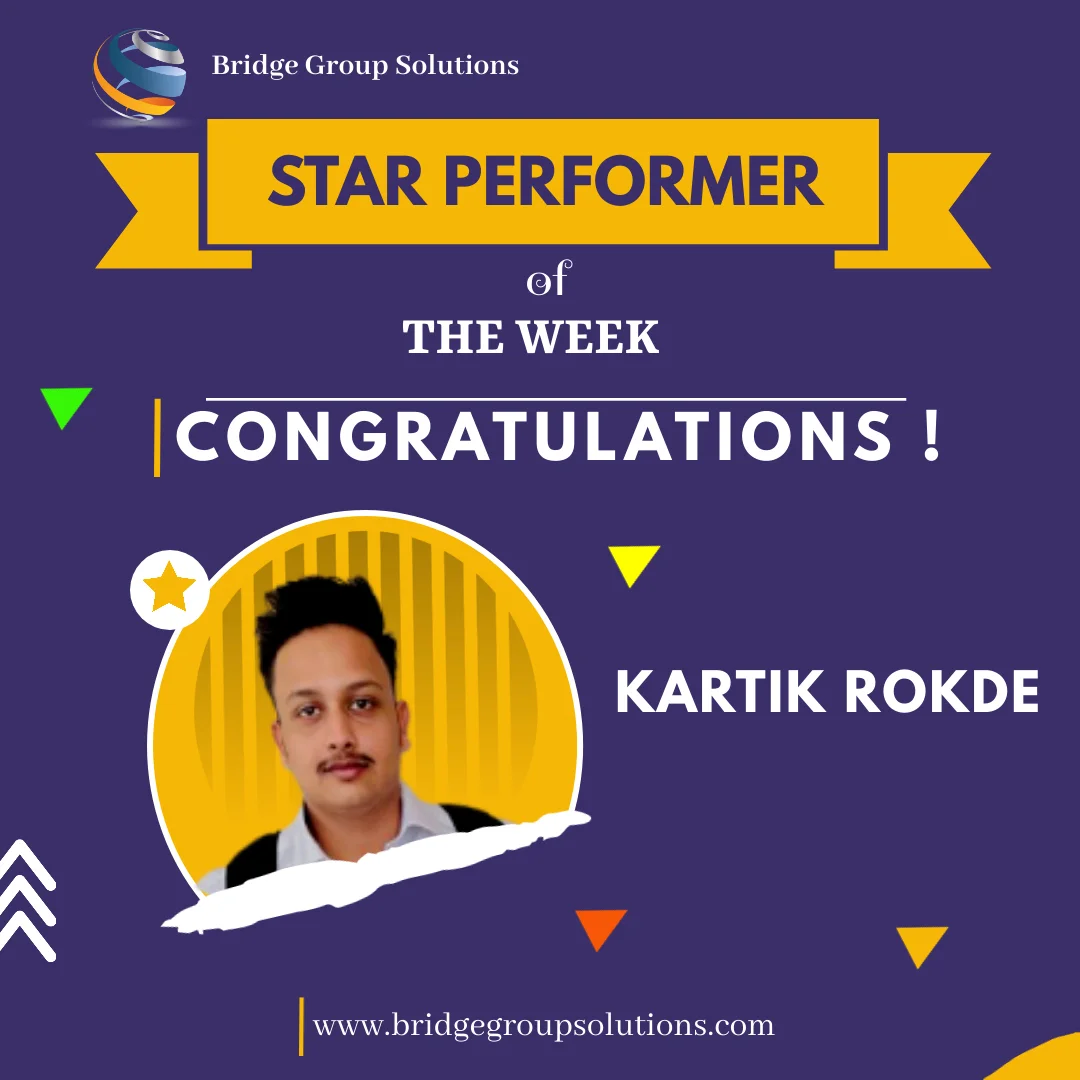 Bridge Group Solutions
STAR PERFORMER
of
THE WEEK
CONGRATULATIONS !
KARTIK ROKDE
www.bridgegroupsolutions.com